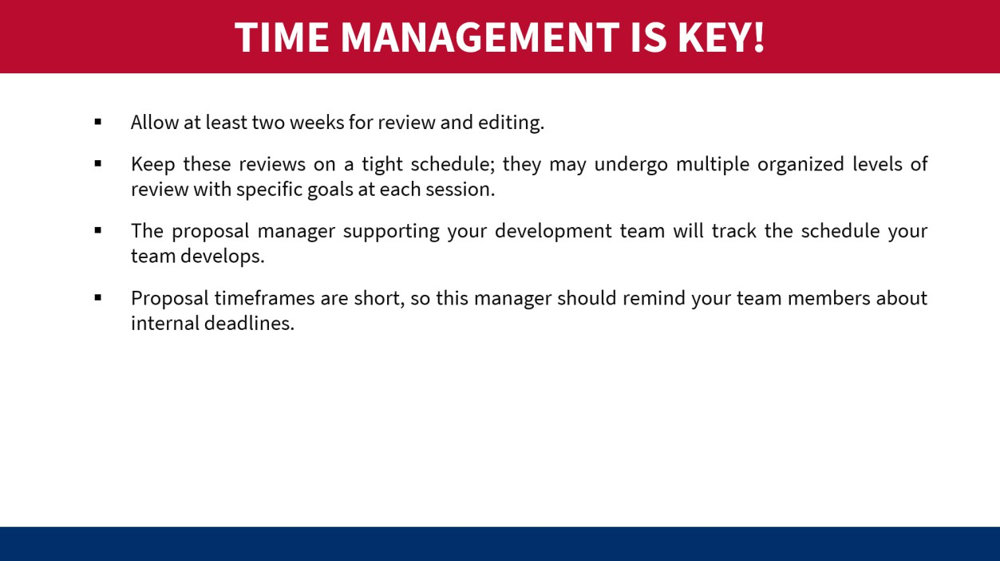 TIME MANAGEMENT IS KEY!
▪ Allow at least two weeks for review and editing.
▪ Keep these reviews on a tight schedule; they may undergo multiple organized levels of
review with specific goals at each session.
▪ The proposal manager supporting your development team will track the schedule your
team develops.
▪ Proposal timeframes are short, so this manager should remind your team members about
internal deadlines.